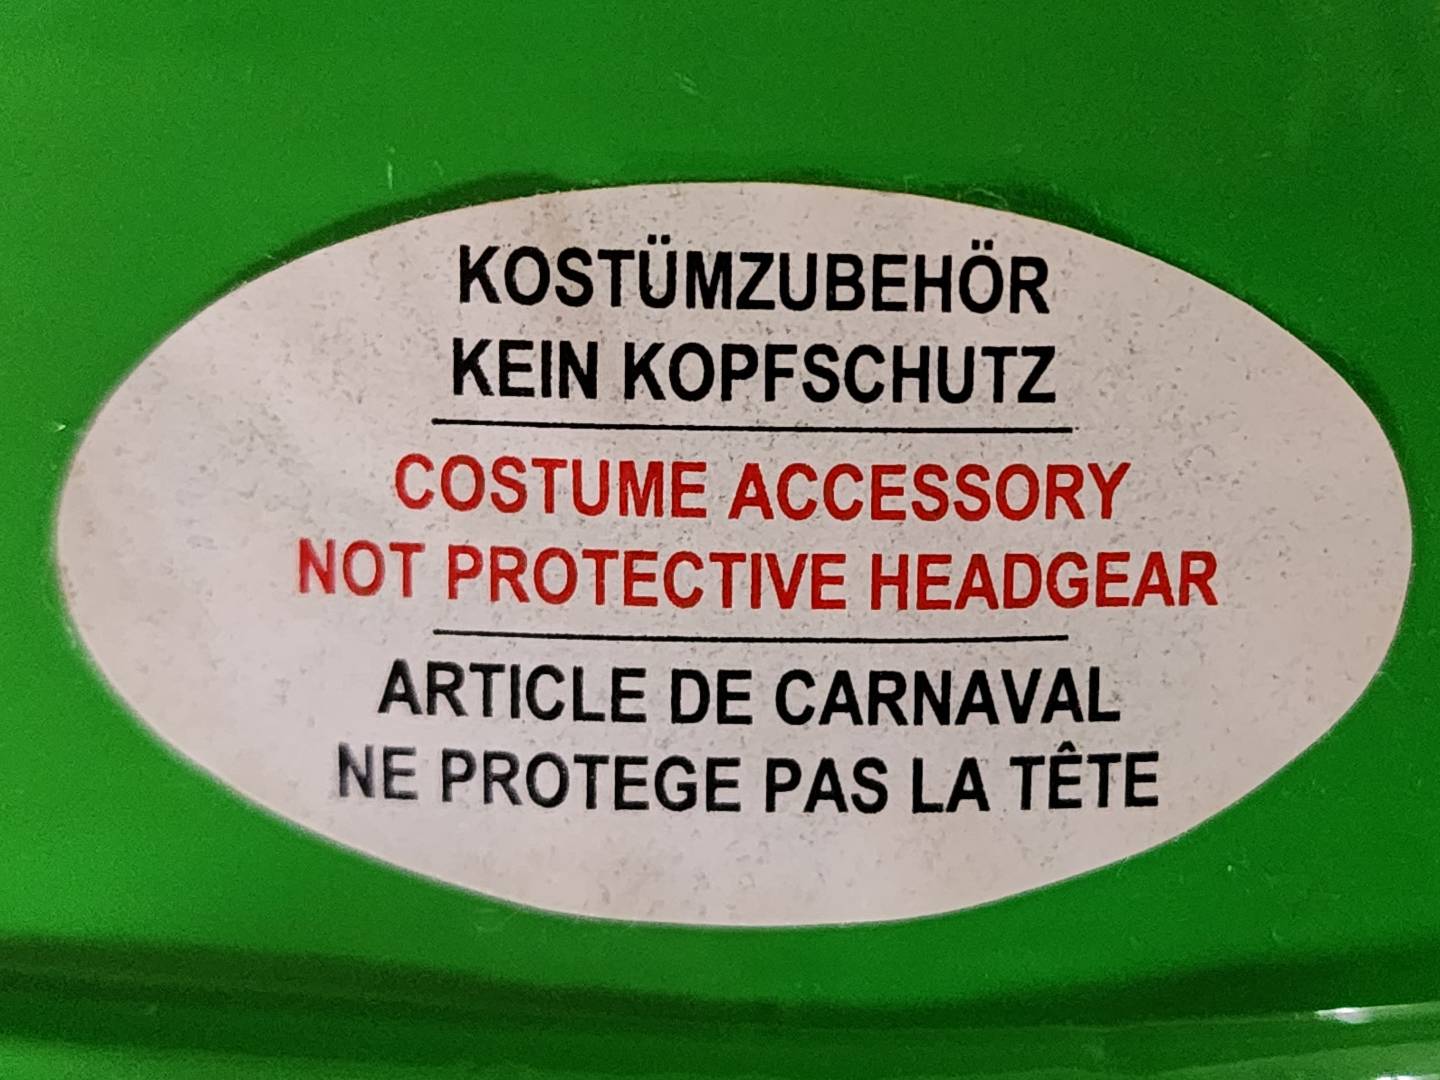 KOSTÜMZUBEHÖR
KEIN KOPFSCHUTZ
COSTUME ACCESSORY
NOT PROTECTIVE HEADGEAR
ARTICLE DE CARNAVAL
NE PROTEGE PAS LA TÊTE